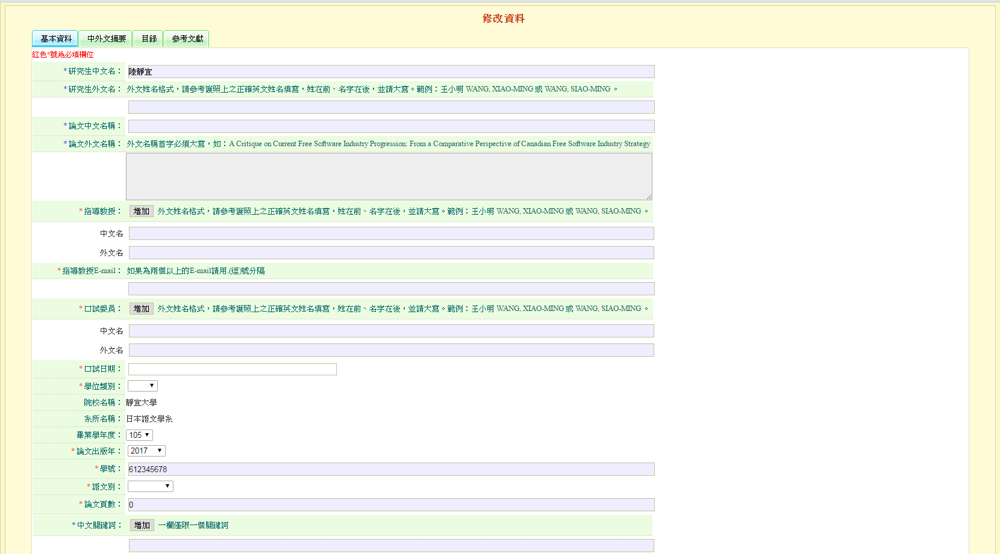 修改資料
基本資料 中外文摘要 目錄 參考文獻
紅色*號為必填欄位
*研究生中文名： 陸靜宜
*研究生外文名： 外文姓名格式，請參考護照上之正確英文姓名填寫，姓在前、名字在後，並請大寫。範例：王小明 WANG, XIAO-MING 或 WANG, SIAO-MING 。
*論文中文名稱：
*論文外文名稱： 外文名稱首字必須大寫，如：A Critique on Current Free Software Industry Progression: From a Comparative Perspective of Canadian Free Software Industry Strategy
*指導教授： 增加 外文姓名格式，請參考護照上之正確英文姓名填寫，姓在前、名字在後，並請大寫。範例：王小明 WANG, XIAO-MING 或 WANG, SIAO-MING 。
中文名
外文名
*指導教授E-mail： 如果為兩個以上的E-mail請用,(逗)號分隔
*口試委員： 增加 外文姓名格式，請參考護照上之正確英文姓名填寫，姓在前、名字在後，並請大寫。範例：王小明 WANG, XIAO-MING 或 WANG, SIAO-MING 。
中文名
外文名
*口試日期：
*學位類別：
院校名稱： 靜宜大學
系所名稱： 日本語文學系
畢業學年度： 105
*論文出版年： 2017
*學號： 612345678
*語文別：
*論文頁數： 0
*中文關鍵詞： 增加 一欄僅限一個關鍵詞